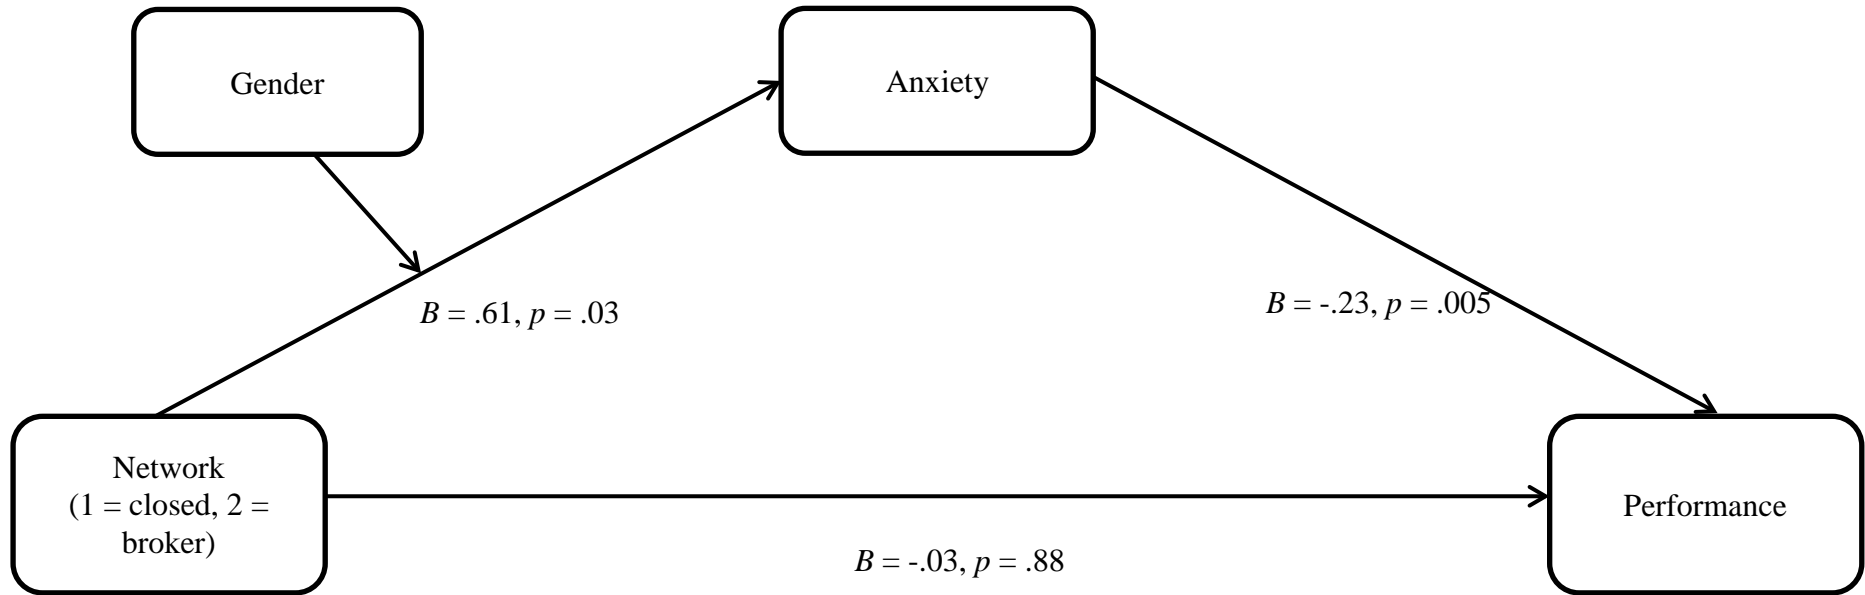 Gender
Anxiety
B = .61, p = .03
B = -.23, p = .005
Network
(1 = closed, 2 =
broker)
Performance
B = -.03, p = .88